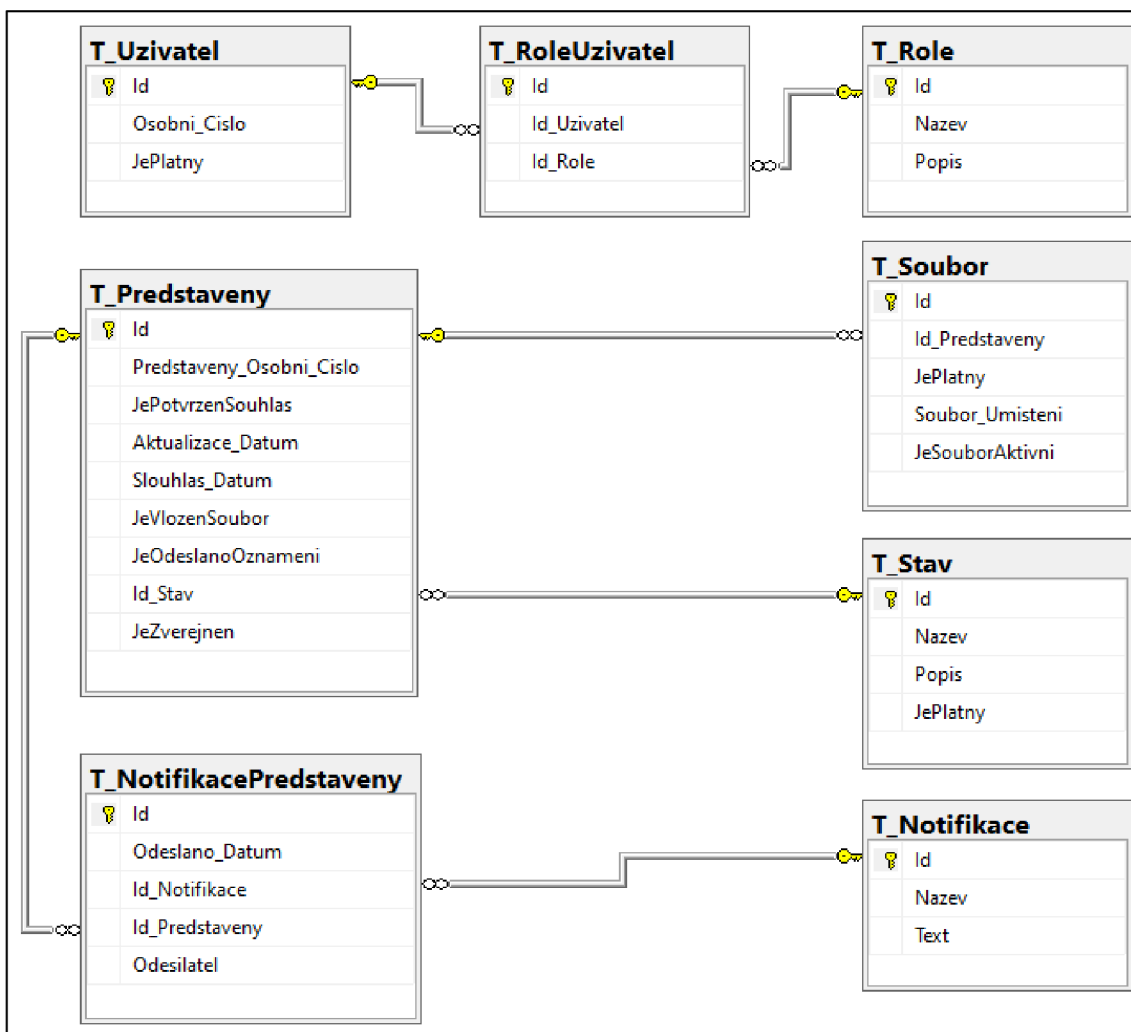 T_Uzivatel
Id
Osobni_Cislo
JePlatny
T_RoleUzivatel
Id
Id_Uzivatel
Id_Role
T_Role
Id
Nazev
Popis
T_Predstaveny
Id
Predstaveny_Osobni_Cislo
JePotvrzenSouhlas
Aktualizace_Datum
Slouhlas_Datum
JeVlozenSoubor
JeOdeslanoOznameni
Id_Stav
JeZverejnen
T_Soubor
Id
Id_Predstaveny
JePlatny
Soubor_Umisteni
JeSouborAktivni
T_Stav
Id
Nazev
Popis
JePlatny
T_NotifikacePredstaveny
Id
Odeslano_Datum
Id_Notifikace
Id_Predstaveny
Odesilatel
T_Notifikace
Id
Nazev
Text